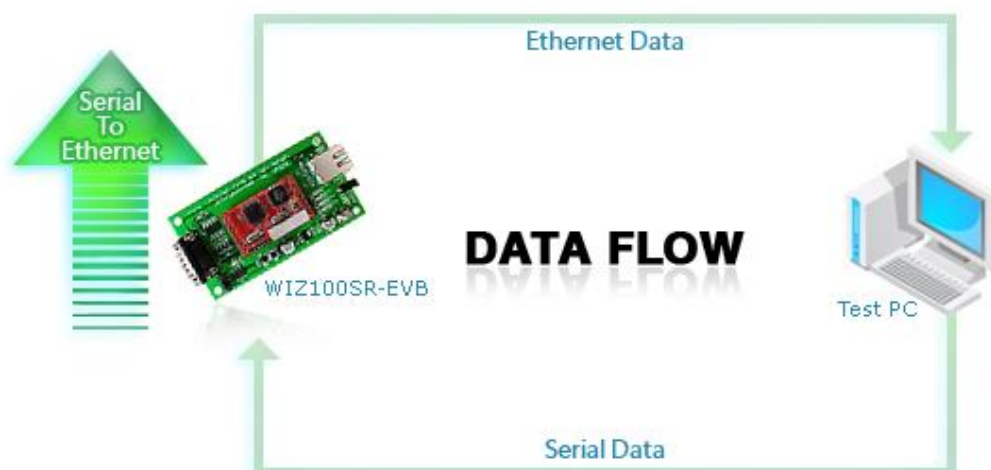 Ethernet Data
Serial
To
Ethernet
DATA FLOW
WIZ100SR-EVB
Test PC
Serial Data